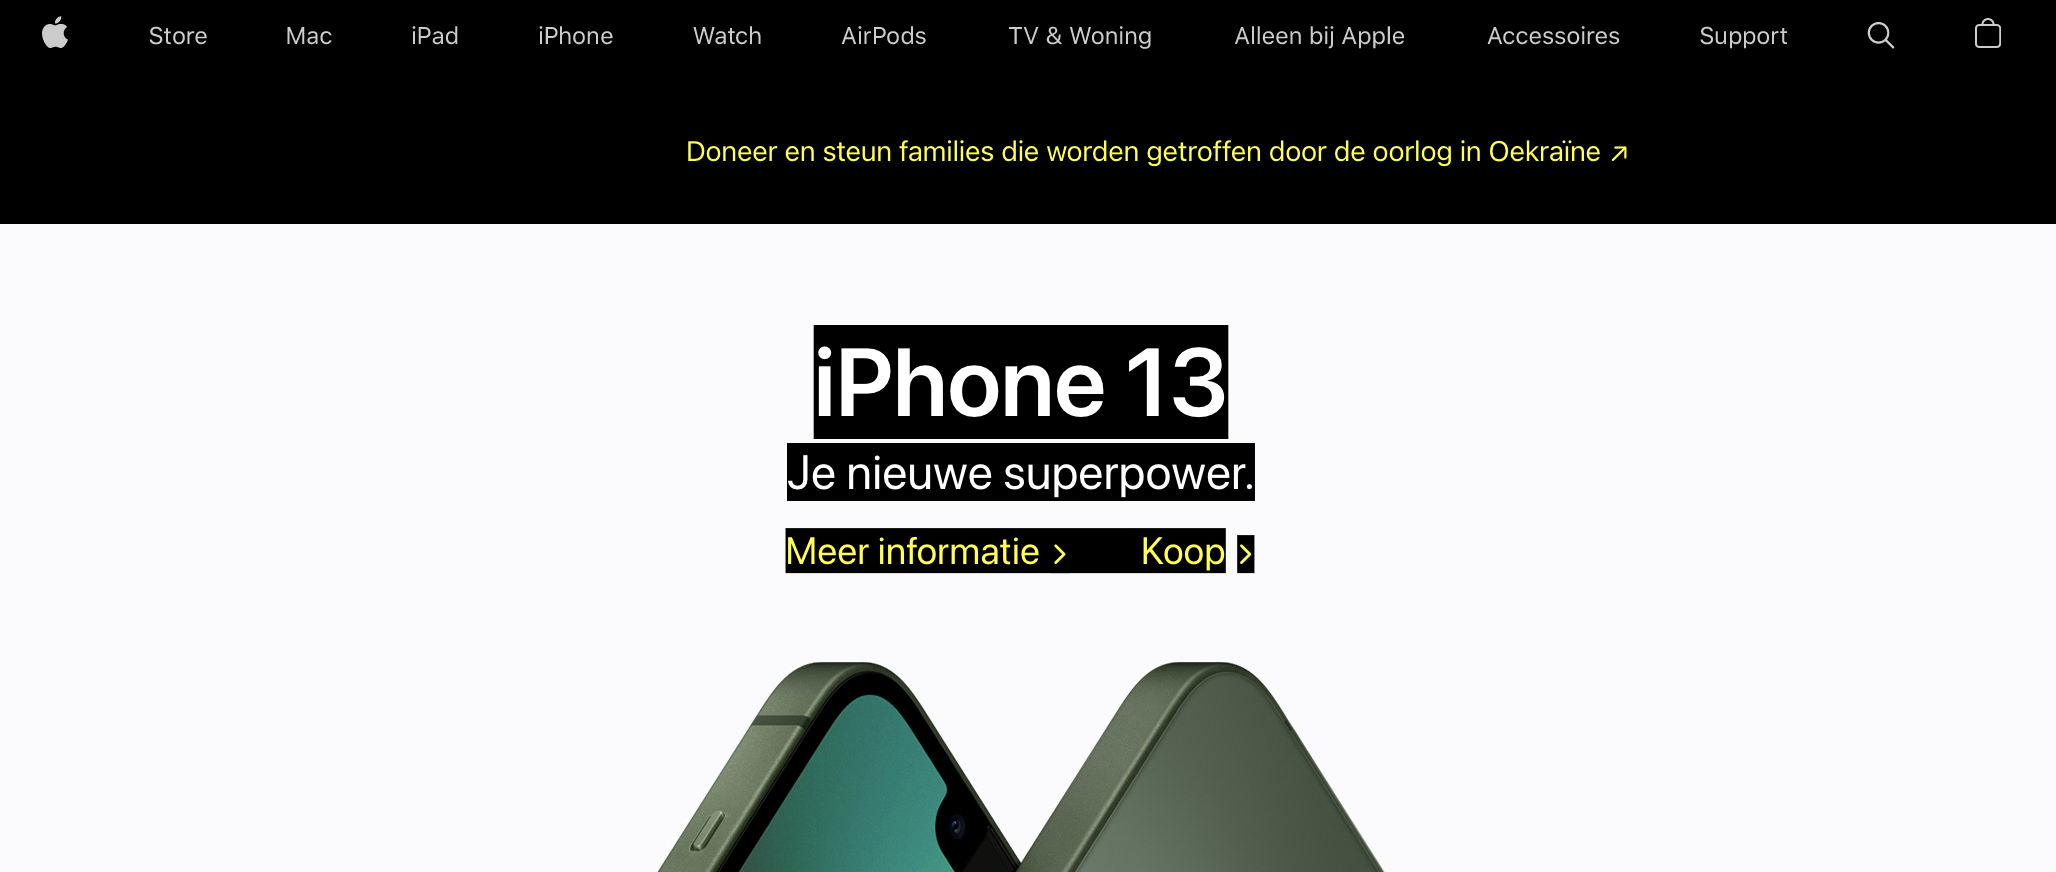 Store Mac iPad iPhone Watch AirPods TV & Woning Alleen bij Apple Accessoires Support
Doneer en steun families die worden getroffen door de oorlog in Oekraïne ↗
iPhone 13
Je nieuwe superpower.
Meer informatie > Koop >